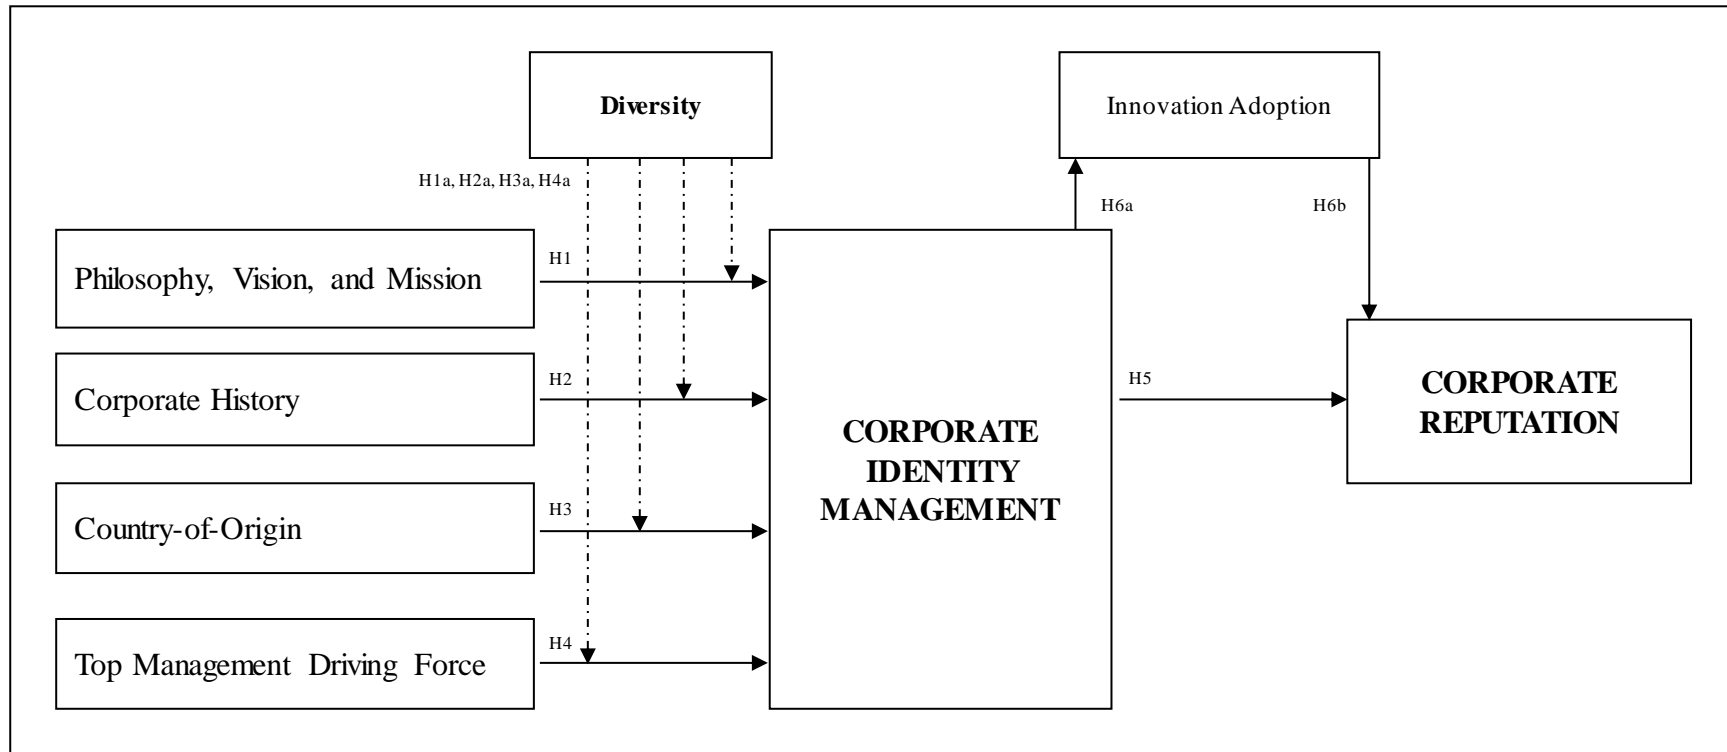 Diversity
Innovation Adoption
H1a, H2a, H3a, H4a
H6a
H6b
Philosophy, Vision, and Mission
H1
Corporate History
H2
Country-of-Origin
H3
Top Management Driving Force
H4
CORPORATE
IDENTITY
MANAGEMENT
H5
CORPORATE
REPUTATION